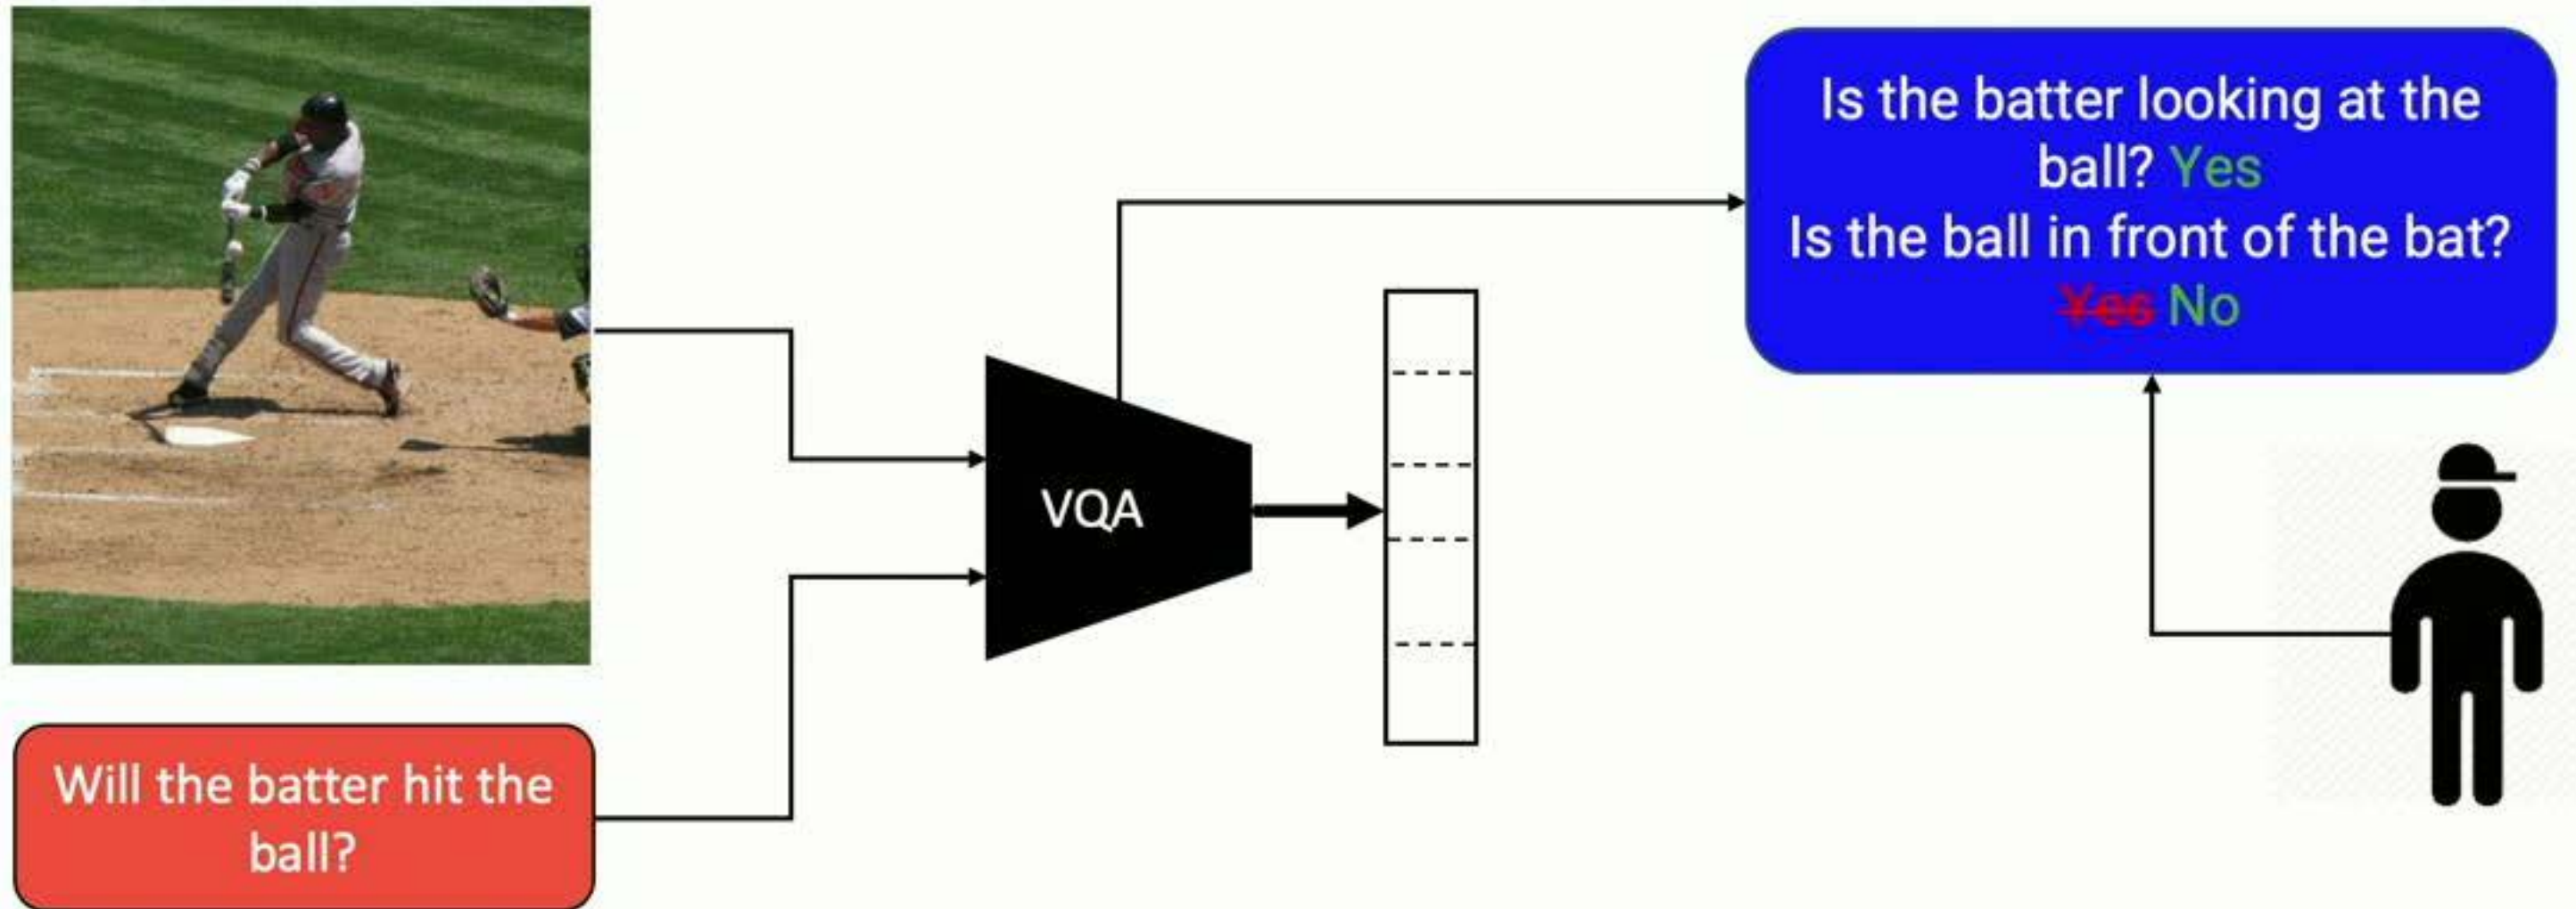 Is the batter looking at the
ball? Yes
Is the ball in front of the bat?
Yes No
VQA
Will the batter hit the
ball?